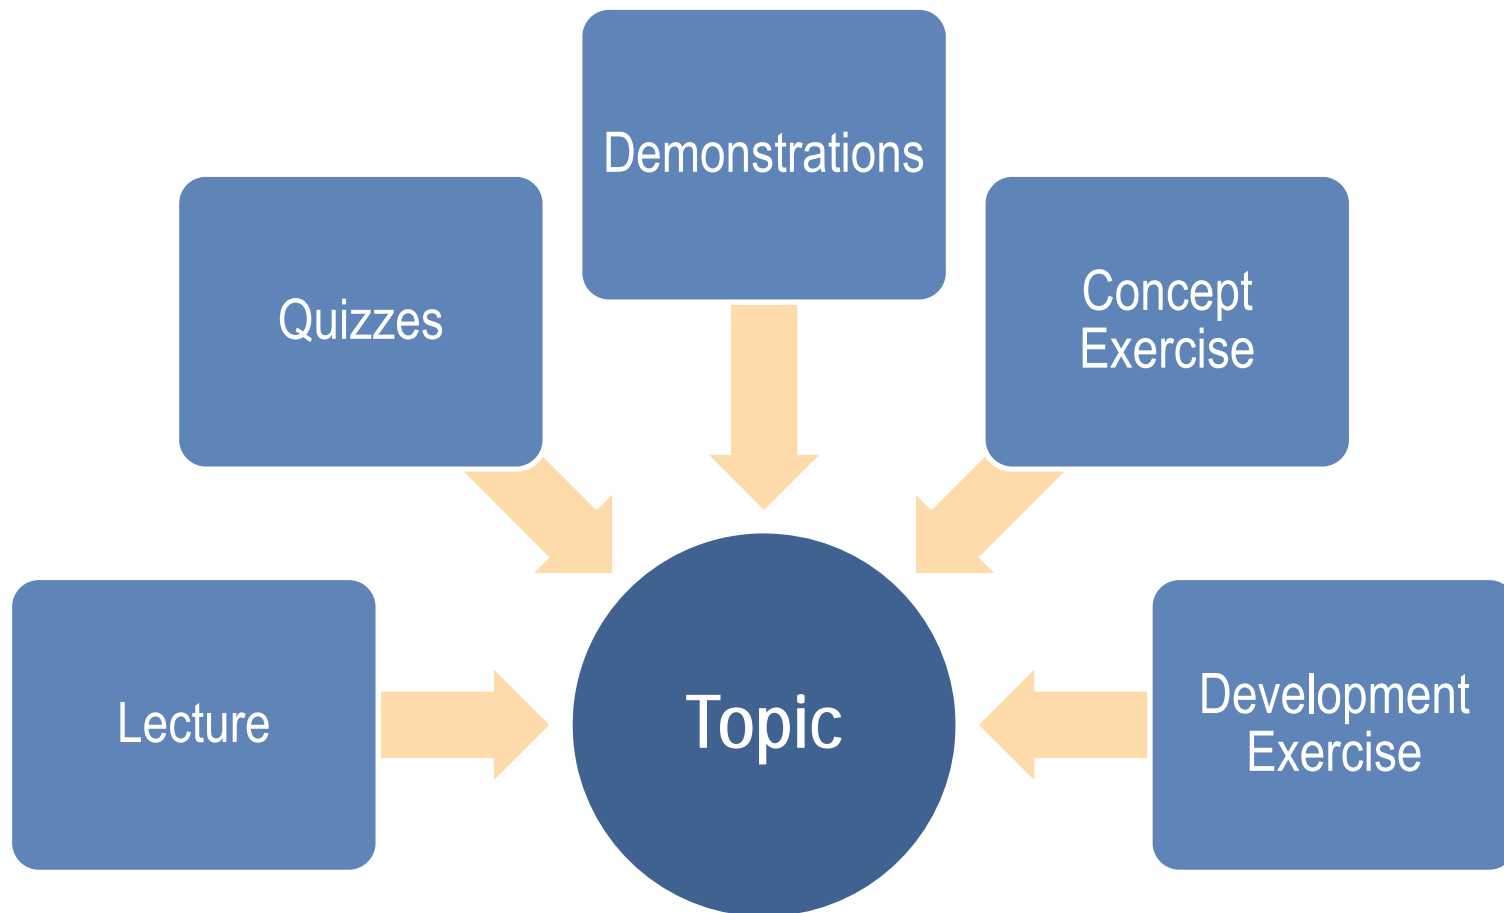 Demonstrations
Quizzes
Concept
Exercise
Lecture
Topic
Development
Exercise